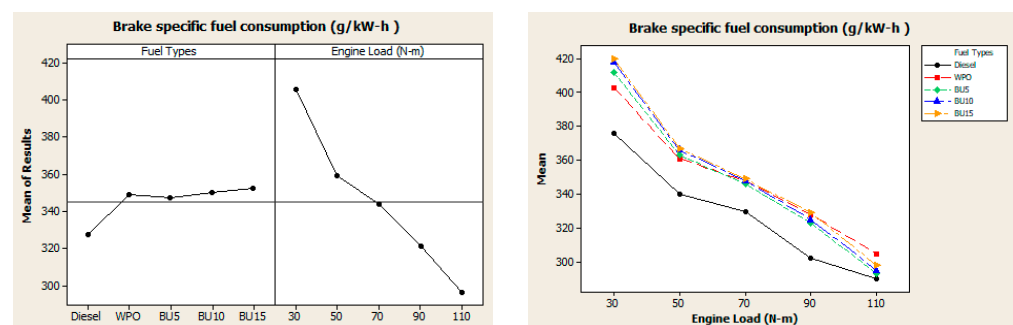 Brake specific fuel consumption (g/kW-h )
Fuel Types
Engine Load (N-m)
420
400
380
360
340
320
300
Mean of Results
Diesel WPO BU5 BU10 BU15 30 50 70 90 110
Brake specific fuel consumption (g/kW-h )
420
400
380
360
340
320
300
Mean
30 50 70 90 110
Engine Load (N-m)
Fuel Types
Diesel
WPO
BU5
BU10
BU15